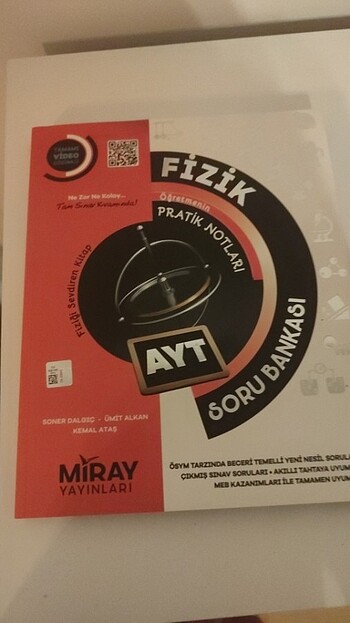 TAMAMI
VİDEO
ÇÖZÜMLÜ
Ne Zor Ne Kolay...
Tam Sınav Kıvamında!
FİZİK
Öğretmenin
PRATİK NOTLARI
Fiziği Sevdiren Kitap
AYT
SORU BANKASI
SONER DALGIÇ - ÜMİT ALKAN
KEMAL ATAŞ
MİRAY
YAYINLARI
ÖSYM TARZINDA BECERİ TEMELLİ YENİ NESİL SORULA
ÇIKMIŞ SINAV SORULARI • AKILLI TAHTAYA UYUM
MEB KAZANIMLARI İLE TAMAMEN UYUM